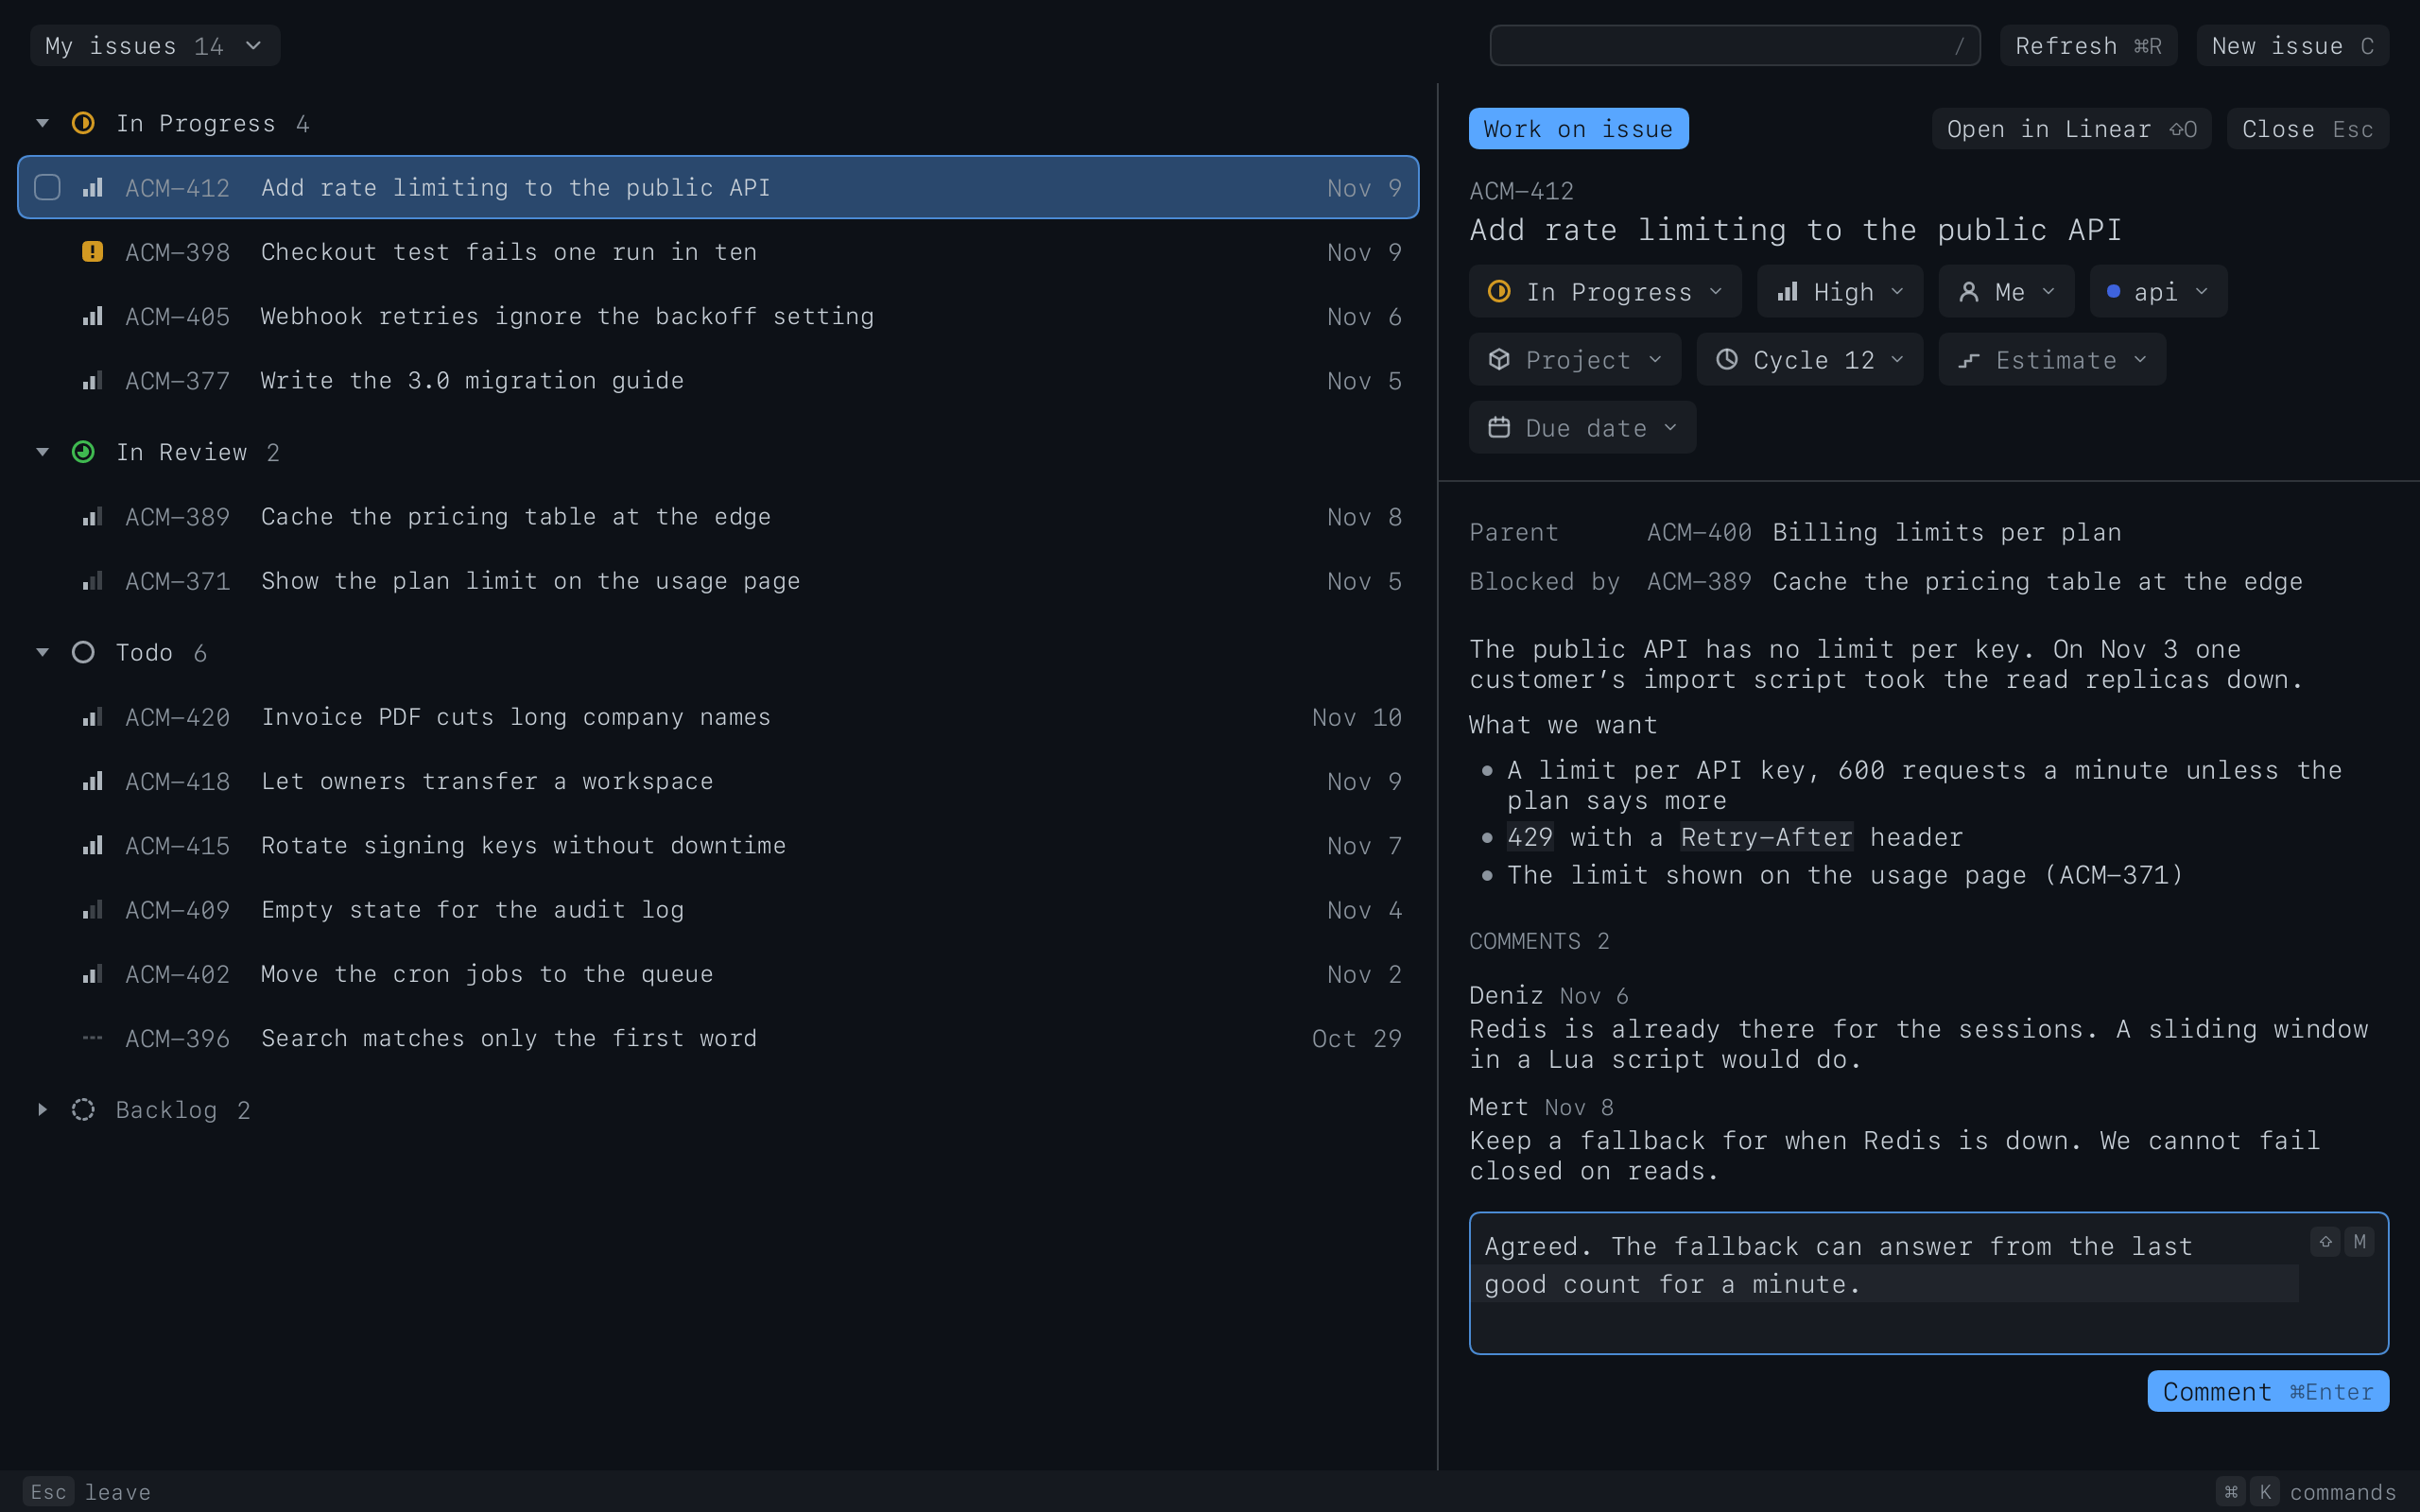 My issues 14
/
Refresh ⌘R
New issue C
In Progress 4
ACM-412 Add rate limiting to the public API Nov 9
ACM-398 Checkout test fails one run in ten Nov 9
ACM-405 Webhook retries ignore the backoff setting Nov 6
ACM-377 Write the 3.0 migration guide Nov 5
In Review 2
ACM-389 Cache the pricing table at the edge Nov 8
ACM-371 Show the plan limit on the usage page Nov 5
Todo 6
ACM-420 Invoice PDF cuts long company names Nov 10
ACM-418 Let owners transfer a workspace Nov 9
ACM-415 Rotate signing keys without downtime Nov 7
ACM-409 Empty state for the audit log Nov 4
ACM-402 Move the cron jobs to the queue Nov 2
ACM-396 Search matches only the first word Oct 29
Backlog 2
Work on issue
Open in Linear ⇧O
Close Esc
ACM-412
Add rate limiting to the public API
In Progress High Me api
Project Cycle 12 Estimate
Due date
Parent ACM-400 Billing limits per plan
Blocked by ACM-389 Cache the pricing table at the edge
The public API has no limit per key. On Nov 3 one
customer’s import script took the read replicas down.
What we want
• A limit per API key, 600 requests a minute unless the
plan says more
• 429 with a Retry-After header
• The limit shown on the usage page (ACM-371)
COMMENTS 2
Deniz Nov 6
Redis is already there for the sessions. A sliding window
in a Lua script would do.
Mert Nov 8
Keep a fallback for when Redis is down. We cannot fail
closed on reads.
Agreed. The fallback can answer from the last ⇧ M
good count for a minute.
Comment ⌘Enter
Esc leave
⌘ K commands